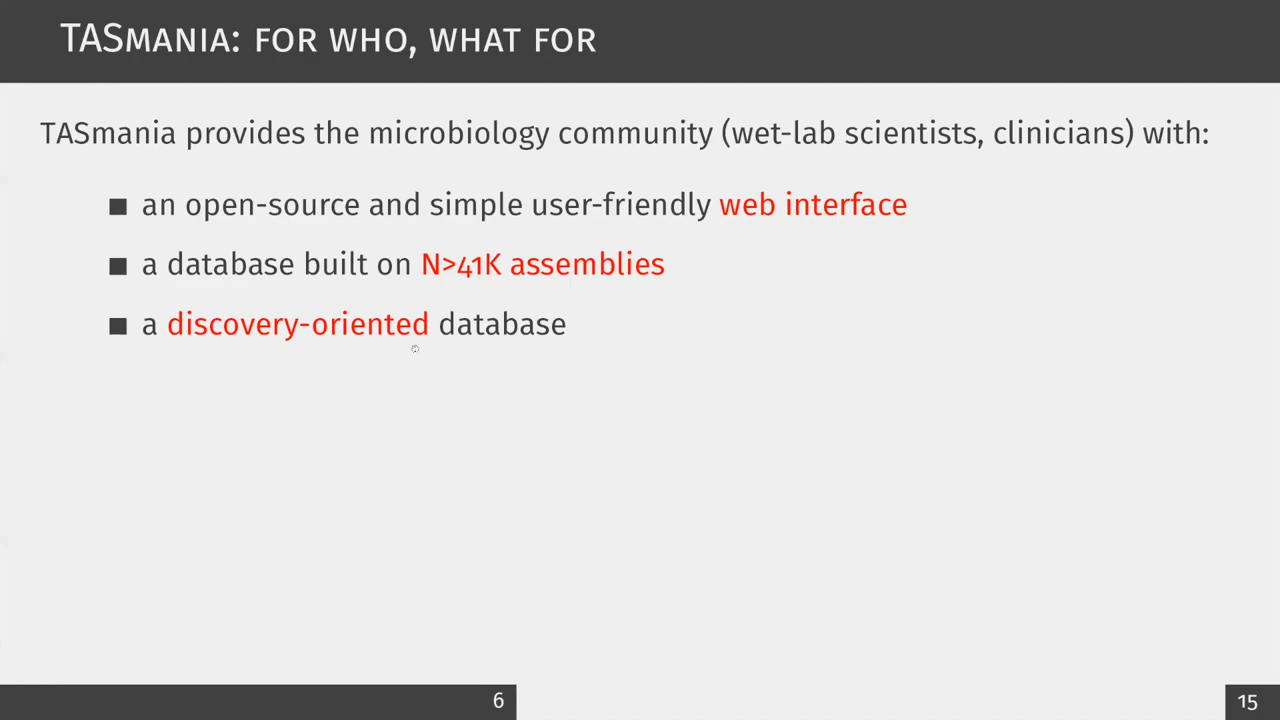 TASmania: for who, what for
TASmania provides the microbiology community (wet-lab scientists, clinicians) with:
■ an open-source and simple user-friendly web interface
■ a database built on N>41K assemblies
■ a discovery-oriented database
6
15